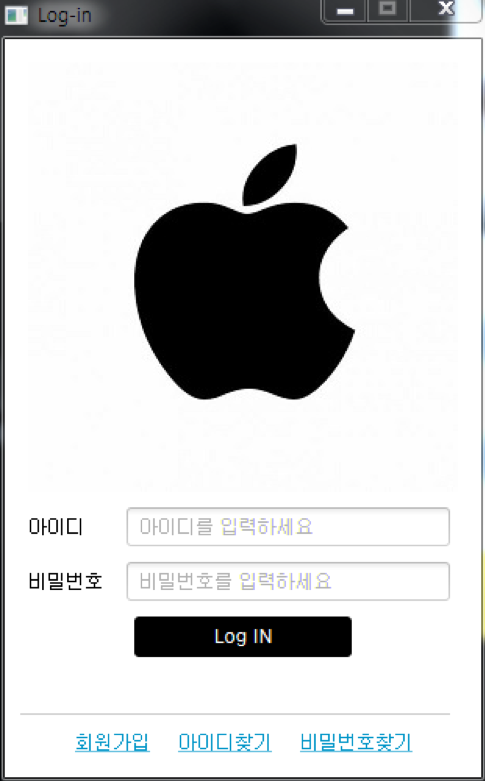 Log-in
아이디 아이디를 입력하세요
비밀번호 비밀번호를 입력하세요
Log IN
회원가입 아이디찾기 비밀번호찾기